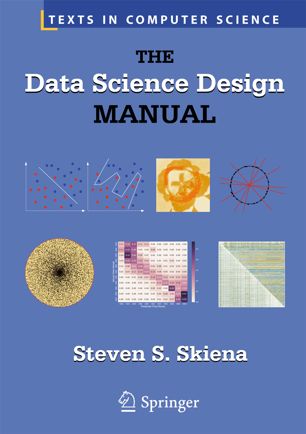 TEXTS IN COMPUTER SCIENCE
THE
Data Science Design
MANUAL
Steven S. Skiena
Springer